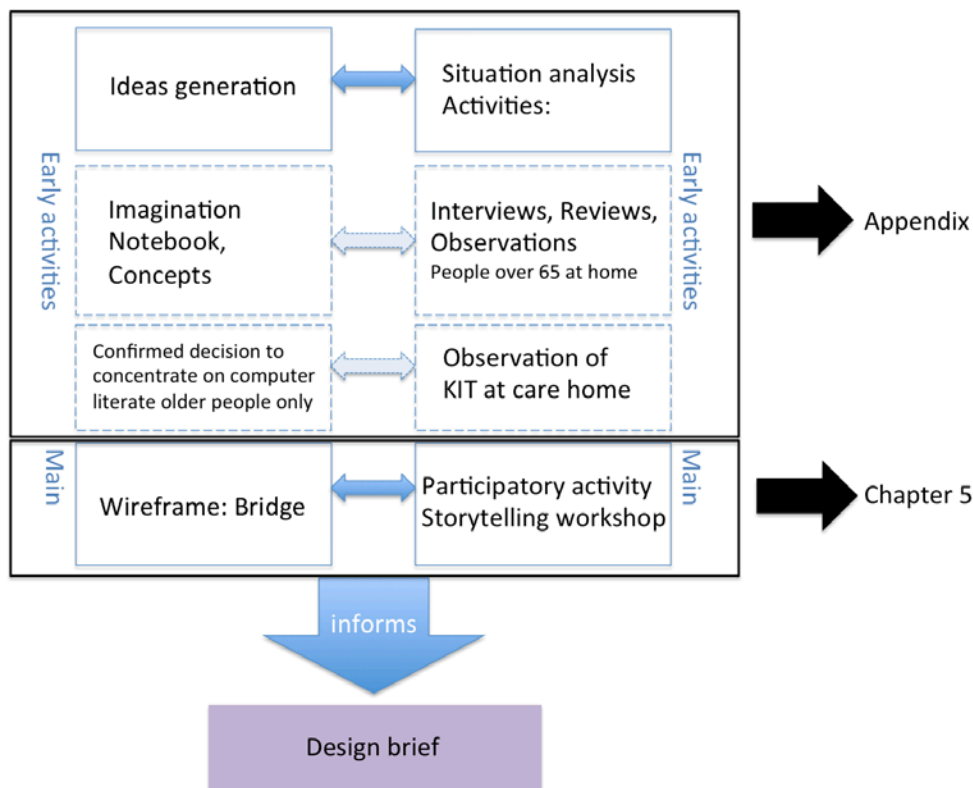 Ideas generation
Situation analysis
Activities:
Early activities
Imagination
Notebook,
Concepts
Interviews, Reviews,
Observations
People over 65 at home
Early activities
Appendix
Confirmed decision to
concentrate on computer
literate older people only
Observation of
KIT at care home
Main
Wireframe: Bridge
Participatory activity
Storytelling workshop
Main
Chapter 5
informs
Design brief